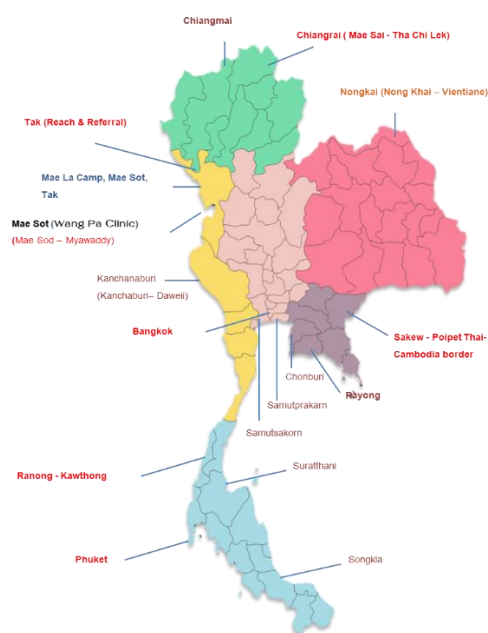 Chiangmai
Chiangrai ( Mae Sai - Tha Chi Lek)
Nongkai (Nong Khai – Vientiane)
Tak (Reach & Referral)
Mae La Camp, Mae Sot,
Tak
Mae Sot (Wang Pa Clinic)
(Mae Sod – Myawaddy)
Kanchanaburi
(Kanchaburi– Daweii)
Bangkok
Sakew - Poipet Thai-
Cambodia border
Chonburi
Rayong
Samutprakarn
Samutsakorn
Ranong - Kawthong
Suratthani
Phuket
Songkla